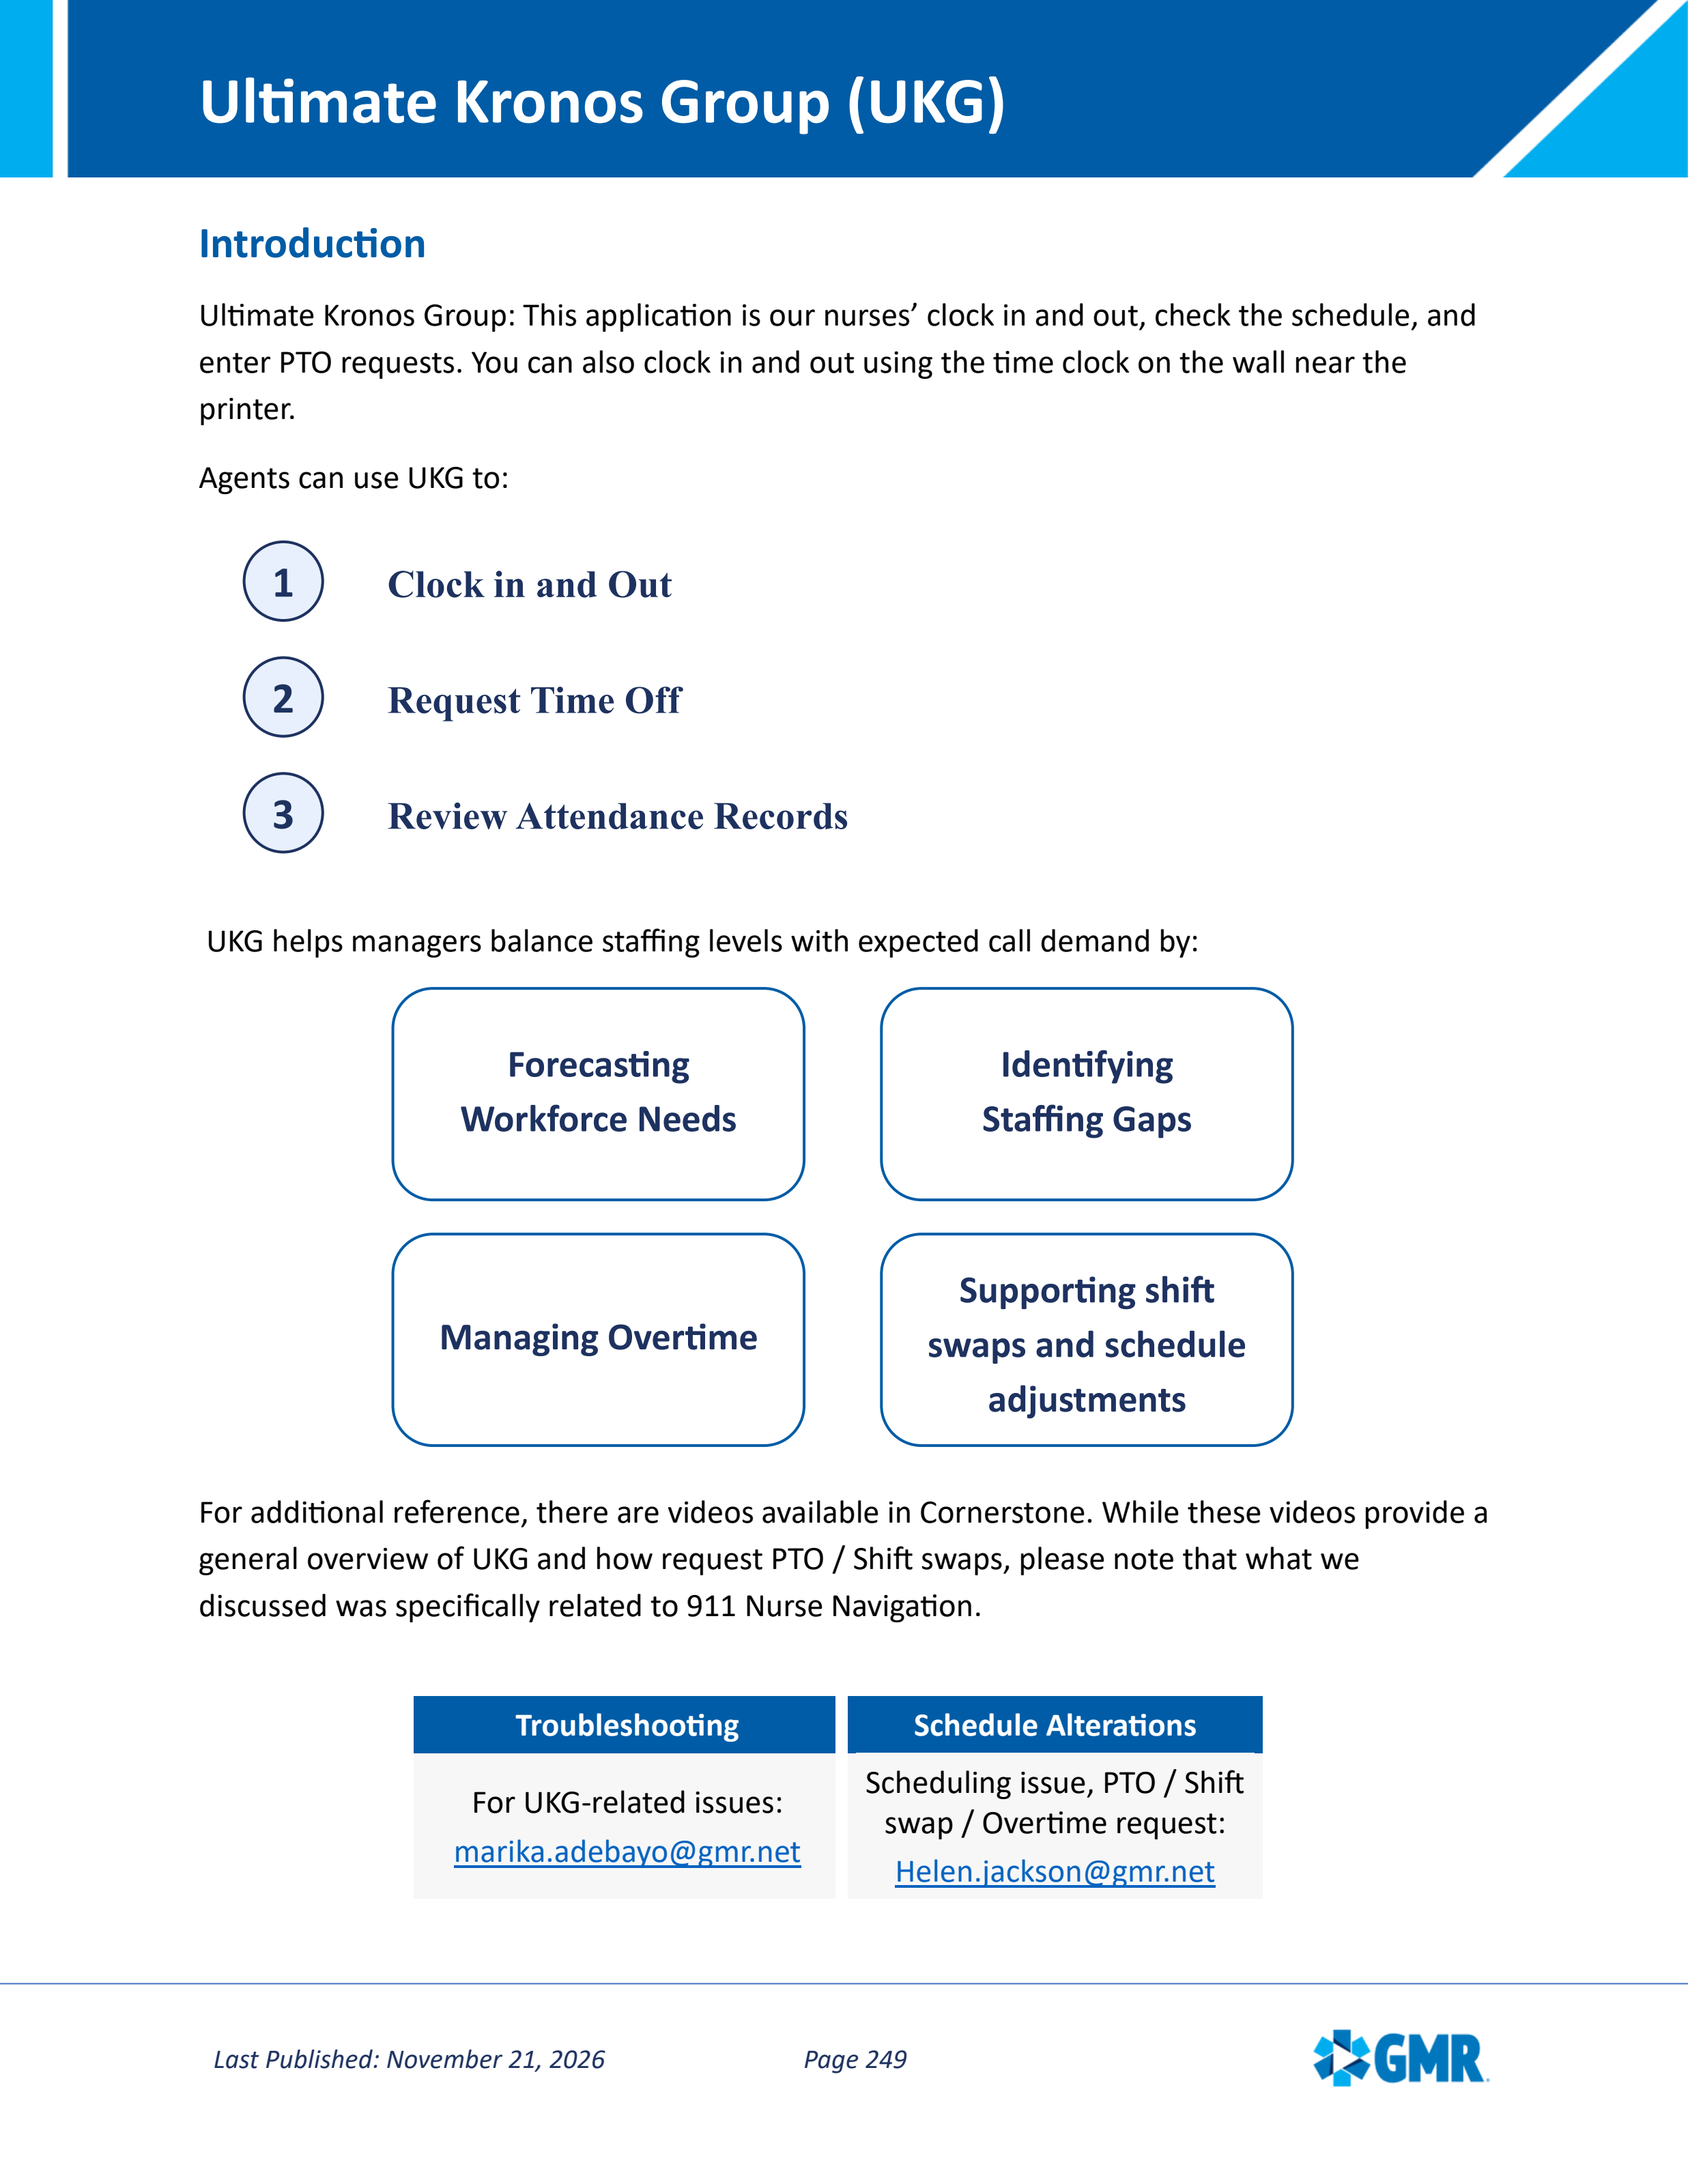 Ultimate Kronos Group (UKG)
Introduction
Ultimate Kronos Group: This application is our nurses’ clock in and out, check the schedule, and
enter PTO requests. You can also clock in and out using the time clock on the wall near the
printer.
Agents can use UKG to:
1 Clock in and Out
2 Request Time Off
3 Review Attendance Records
UKG helps managers balance staffing levels with expected call demand by:
Forecasting
Workforce Needs
Identifying
Staffing Gaps
Managing Overtime
Supporting shift
swaps and schedule
adjustments
For additional reference, there are videos available in Cornerstone. While these videos provide a
general overview of UKG and how request PTO / Shift swaps, please note that what we
discussed was specifically related to 911 Nurse Navigation.
Troubleshooting
For UKG-related issues:
marika.adebayo@gmr.net
Schedule Alterations
Scheduling issue, PTO / Shift
swap / Overtime request:
Helen.jackson@gmr.net
Last Published: November 21, 2026
Page 249
GMR